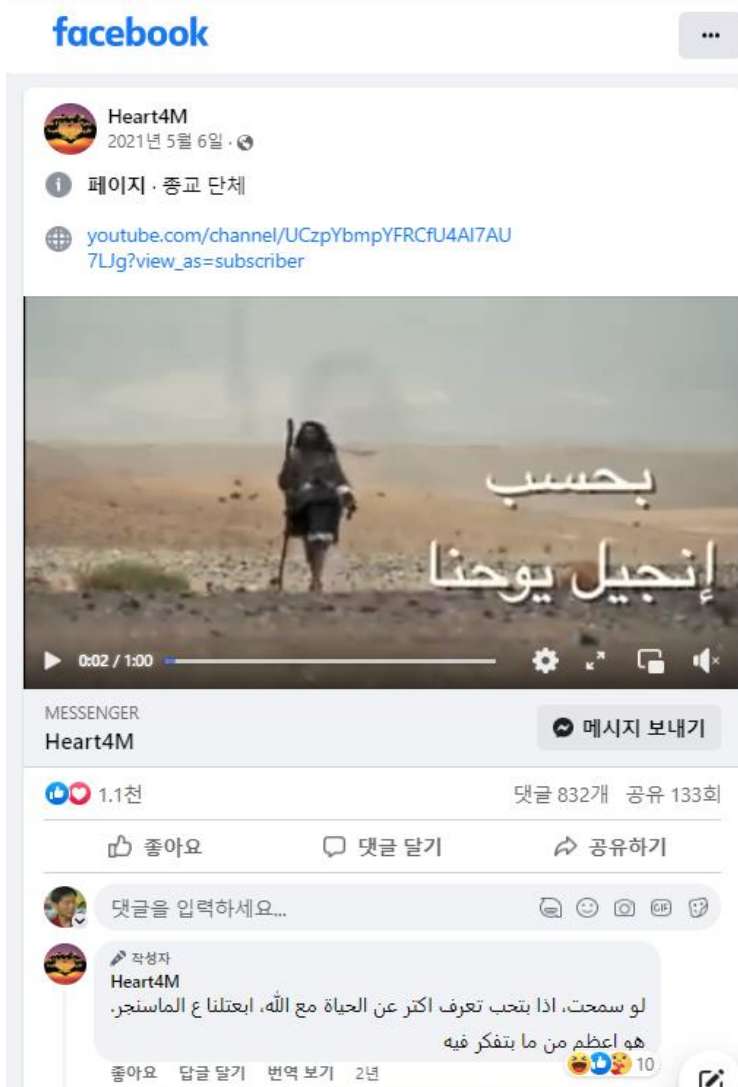 facebook
Heart4M
2021년 5월 6일 ·
페이지 · 종교 단체
youtube.com/channel/UCzpYbmpYFRCfU4AI7AU
7LJg?view_as=subscriber
بحسب
إنجيل يوحنا
0:02 / 1:00
MESSENGER
Heart4M
메시지 보내기
1.1천
댓글 832개 공유 133회
좋아요 댓글 달기 공유하기
댓글을 입력하세요...
GIF
작성자
Heart4M
لو سمحت، اذا بتحب تعرف اكتر عن الحياة مع الله، ابعتلنا ع الماسنجر.
هو اعظم من ما بتفكر فيه
10
좋아요 답글 달기 번역 보기 2년